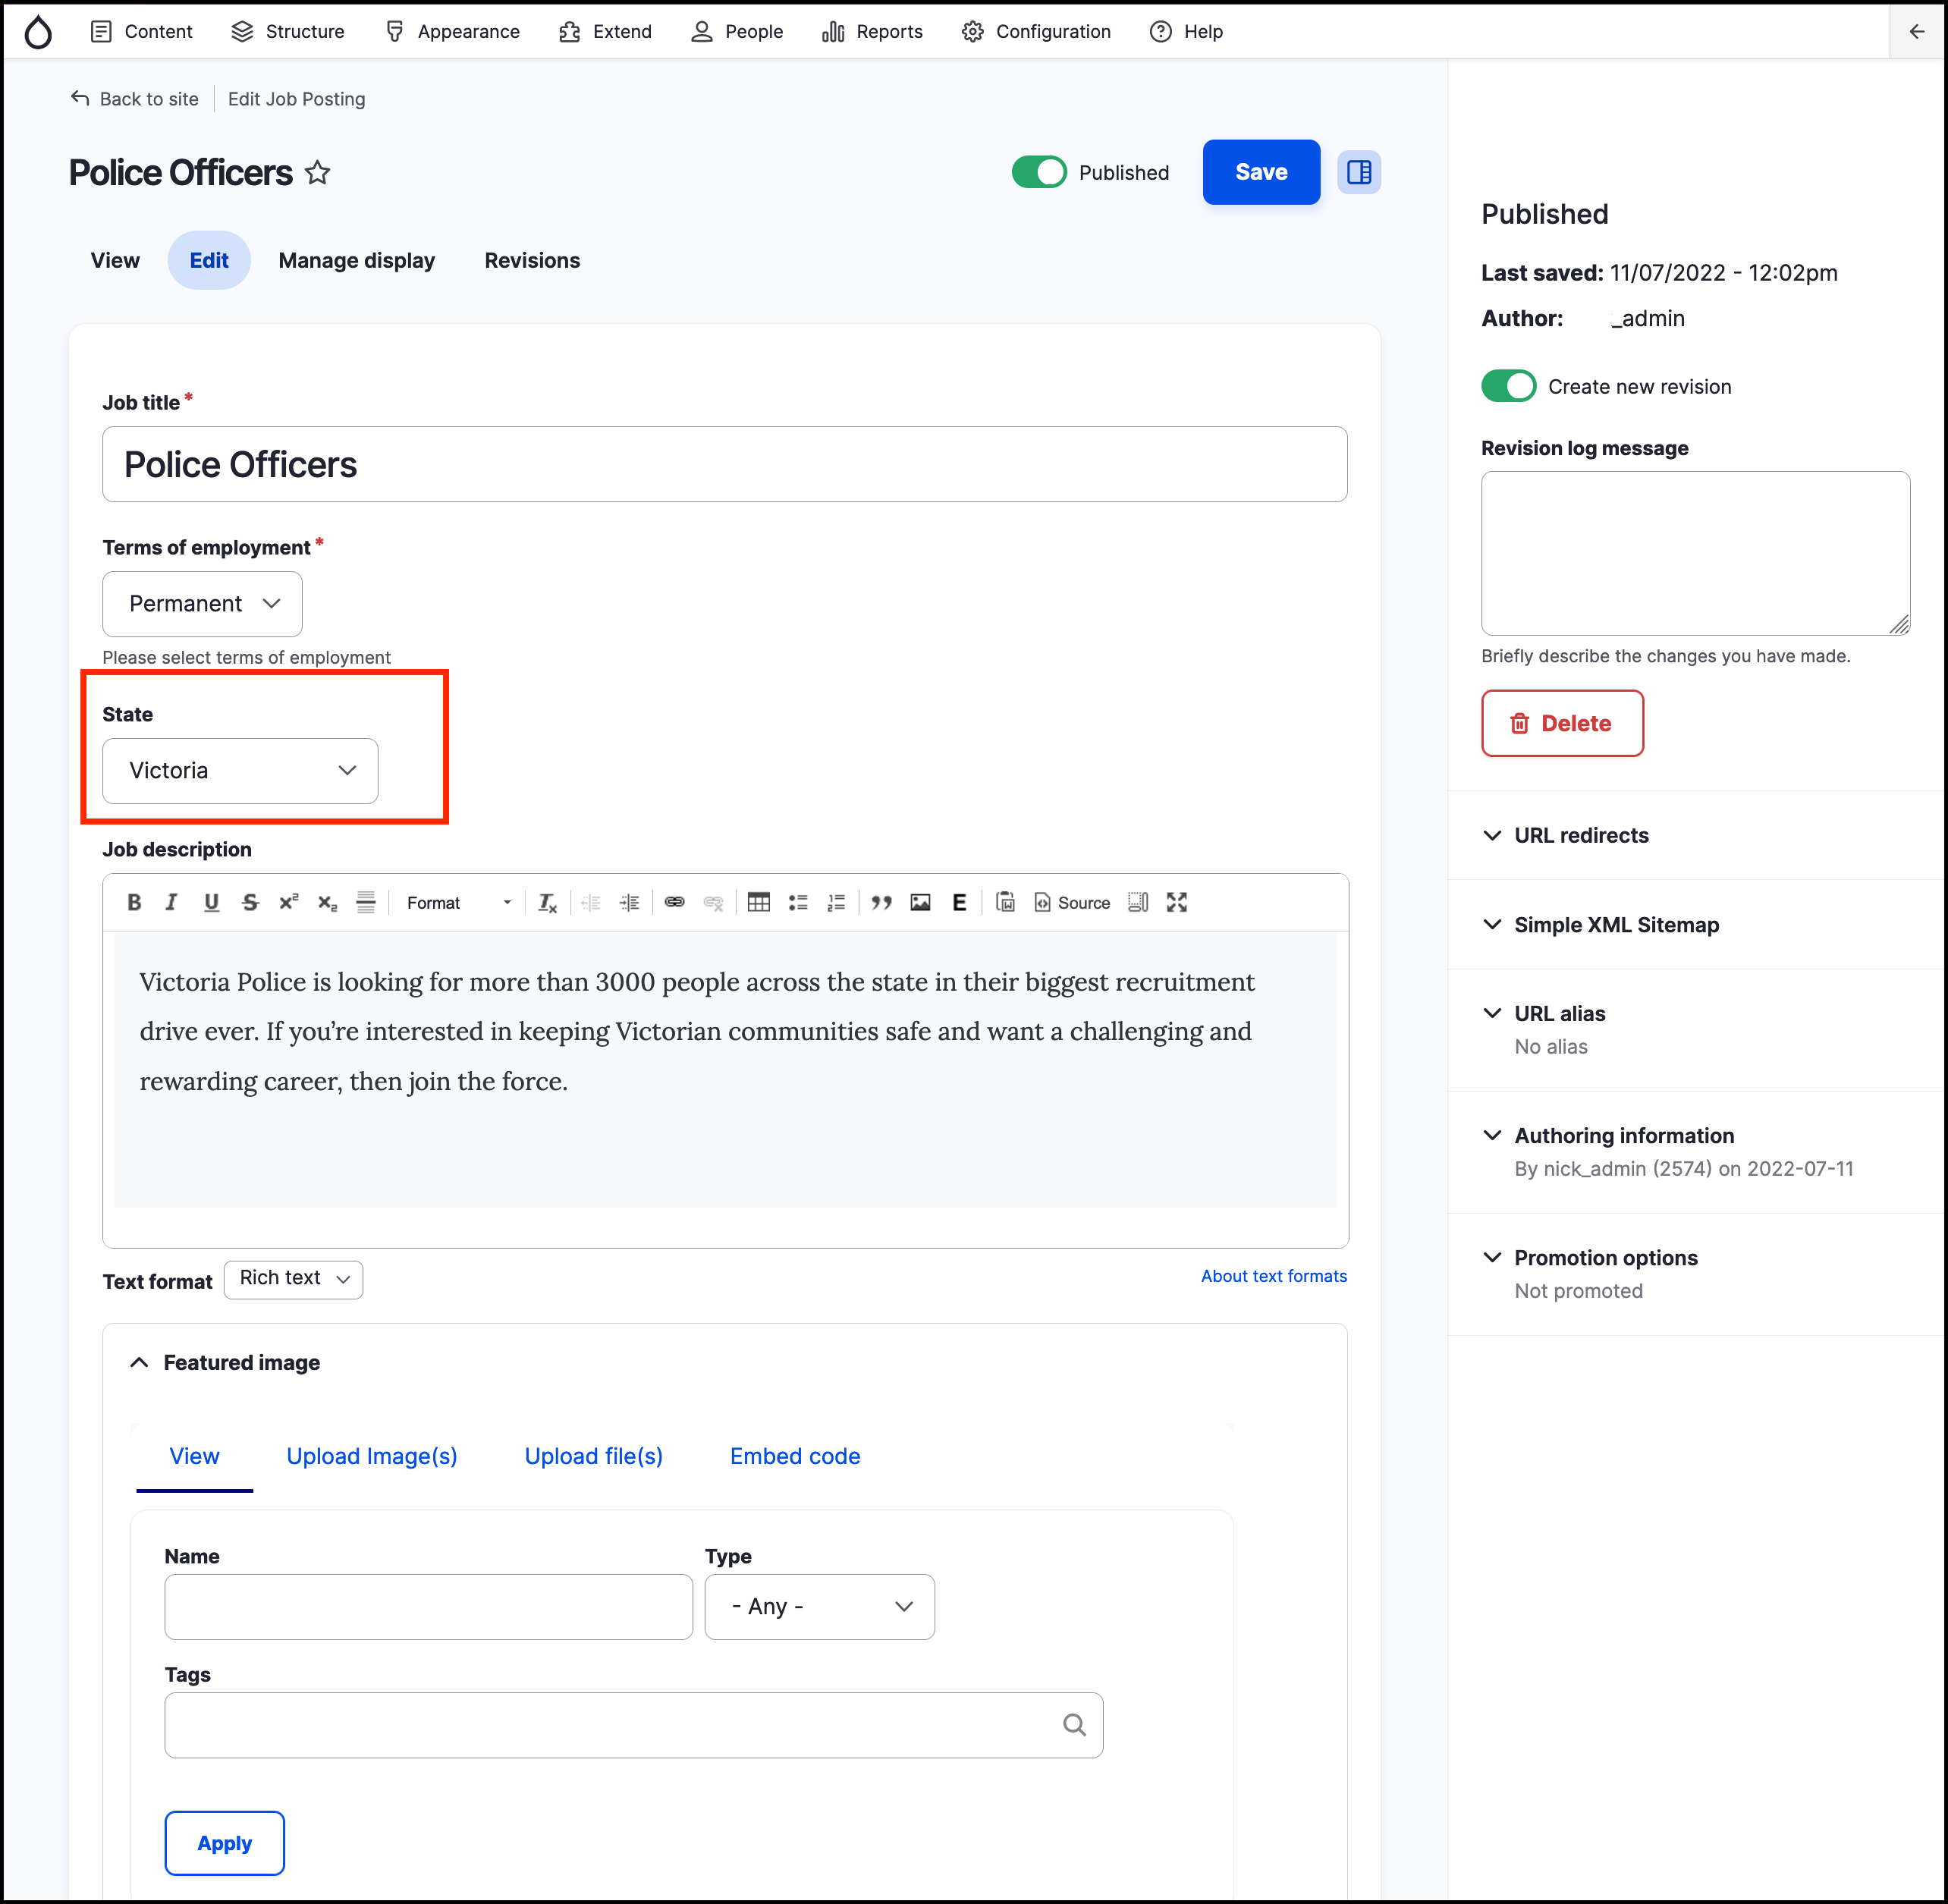 Content Structure Appearance Extend People Reports Configuration Help
Back to site Edit Job Posting
Police Officers
Published Save
View Edit Manage display Revisions
Job title *
Police Officers
Terms of employment *
Permanent
Please select terms of employment
State
Victoria
Job description
B I U S x² x₂ Format Tx Source
Victoria Police is looking for more than 3000 people across the state in their biggest recruitment
drive ever. If you’re interested in keeping Victorian communities safe and want a challenging and
rewarding career, then join the force.
Text format Rich text About text formats
Featured image
View Upload Image(s) Upload file(s) Embed code
Name Type
- Any -
Tags
Apply
Published
Last saved: 11/07/2022 - 12:02pm
Author: _admin
Create new revision
Revision log message
Briefly describe the changes you have made.
Delete
URL redirects
Simple XML Sitemap
URL alias
No alias
Authoring information
By nick_admin (2574) on 2022-07-11
Promotion options
Not promoted